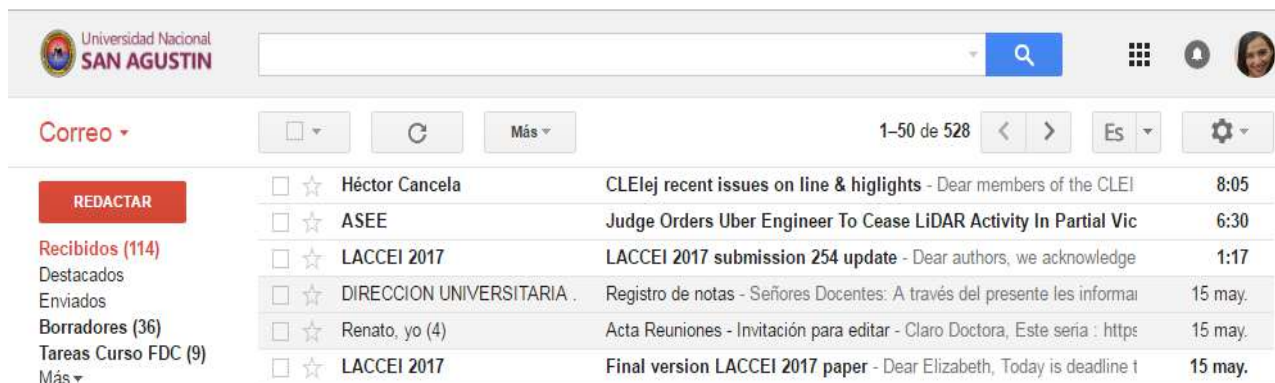 Universidad Nacional
SAN AGUSTIN
Correo
Más
1–50 de 528
Es
REDACTAR
Recibidos (114)
Destacados
Enviados
Borradores (36)
Tareas Curso FDC (9)
Más
Héctor Cancela CLEIej recent issues on line & higlights - Dear members of the CLEI 8:05
ASEE Judge Orders Uber Engineer To Cease LiDAR Activity In Partial Vic 6:30
LACCEI 2017 LACCEI 2017 submission 254 update - Dear authors, we acknowledge 1:17
DIRECCION UNIVERSITARIA . Registro de notas - Señores Docentes: A través del presente les informa 15 may.
Renato, yo (4) Acta Reuniones - Invitación para editar - Claro Doctora, Este seria : https 15 may.
LACCEI 2017 Final version LACCEI 2017 paper - Dear Elizabeth, Today is deadline t 15 may.